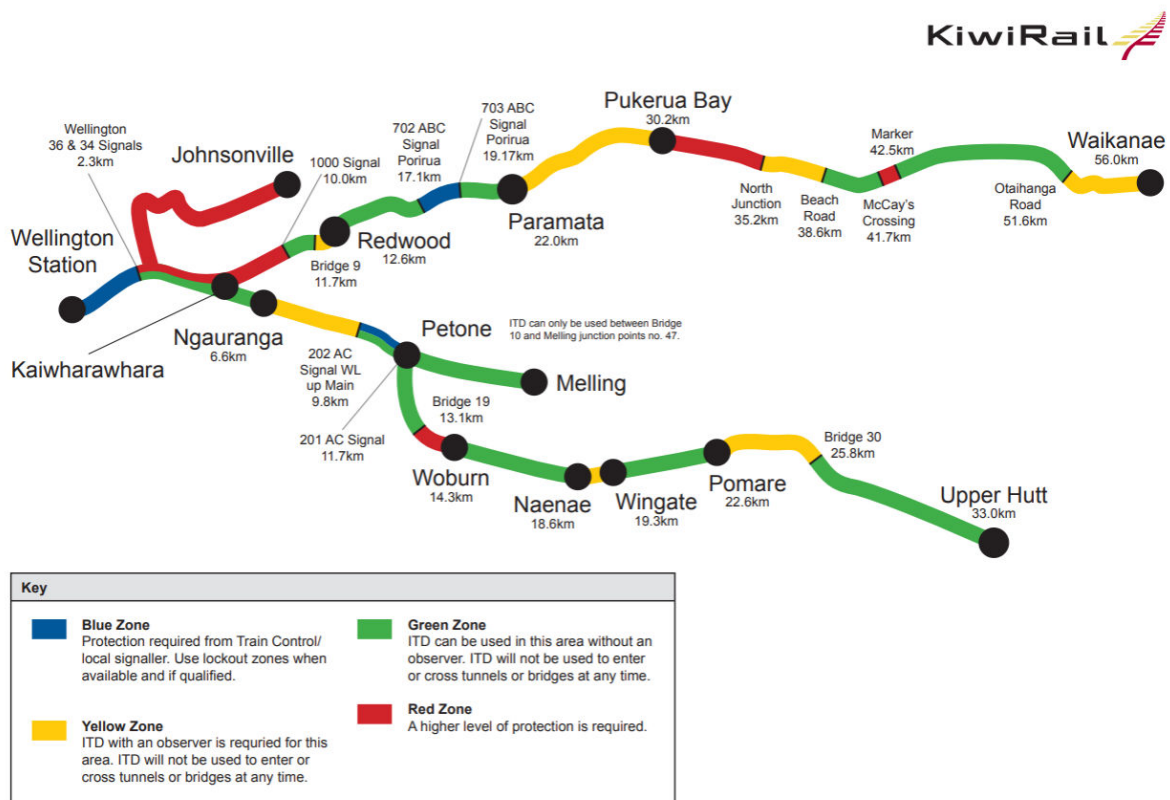 KiwiRail
Wellington
36 & 34 Signals
2.3km
Johnsonville
1000 Signal
10.0km
702 ABC
Signal
Porirua
17.1km
703 ABC
Signal
Porirua
19.17km
Pukerua Bay
30.2km
Marker
42.5km
Waikanae
56.0km
Wellington
Station
Bridge 9
11.7km
Redwood
12.6km
Paramata
22.0km
North
Junction
35.2km
Beach
Road
38.6km
McCay's
Crossing
41.7km
Otaihanga
Road
51.6km
Kaiwharawhara
Ngauranga
6.6km
202 AC
Signal WL
up Main
9.8km
Petone
ITD can only be used between Bridge
10 and Melling junction points no. 47.
Melling
201 AC Signal
11.7km
Bridge 19
13.1km
Woburn
14.3km
Naenae
18.6km
Wingate
19.3km
Pomare
22.6km
Bridge 30
25.8km
Upper Hutt
33.0km
Key
Blue Zone
Protection required from Train Control/
local signaller. Use lockout zones when
available and if qualified.
Yellow Zone
ITD with an observer is requried for this
area. ITD will not be used to enter or
cross tunnels or bridges at any time.
Green Zone
ITD can be used in this area without an
observer. ITD will not be used to enter
or cross tunnels or bridges at any time.
Red Zone
A higher level of protection is required.